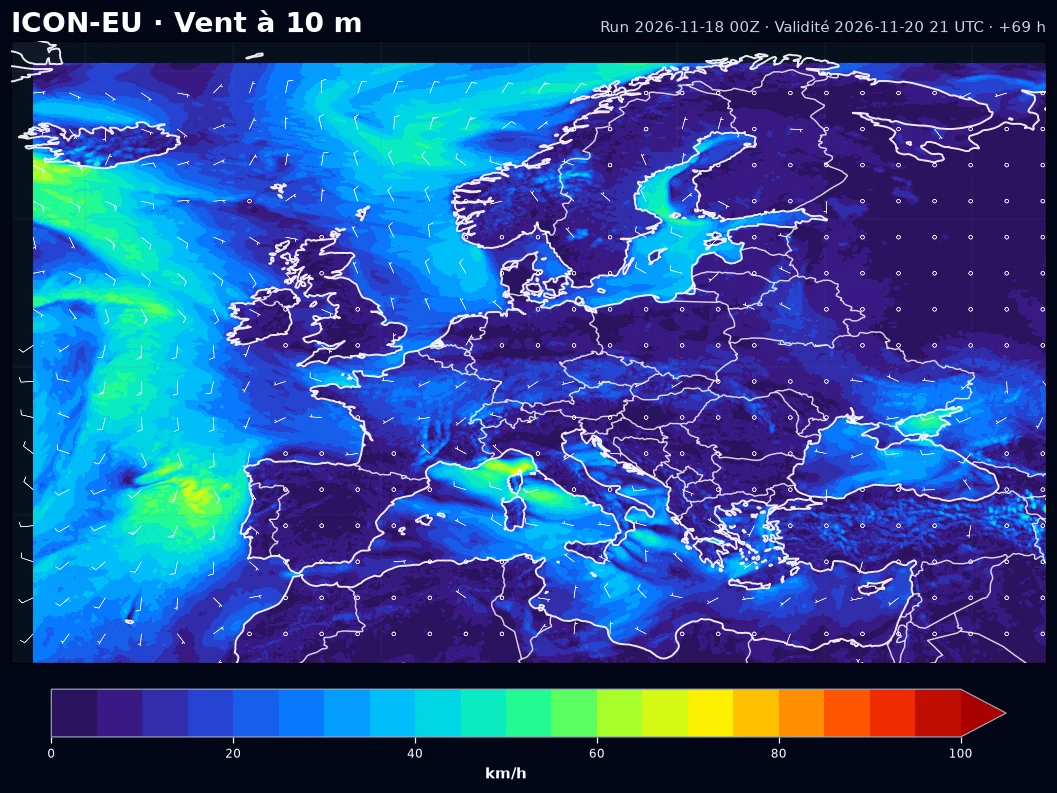 ICON-EU · Vent à 10 m
Run 2026-11-18 00Z · Validité 2026-11-20 21 UTC · +69 h
0 20 40 60 80 100
km/h